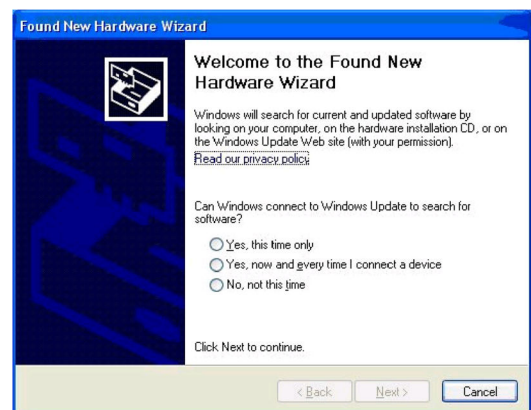 Found New Hardware Wizard
Welcome to the Found New
Hardware Wizard
Windows will search for current and updated software by
looking on your computer, on the hardware installation CD, or on
the Windows Update Web site (with your permission).
Read our privacy policy
Can Windows connect to Windows Update to search for
software?
Yes, this time only
Yes, now and every time I connect a device
No, not this time
Click Next to continue.
< Back
Next >
Cancel